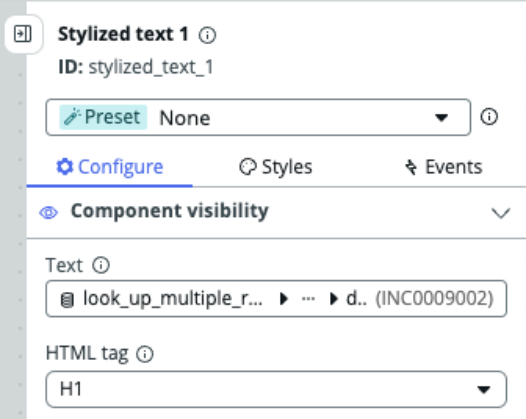 Stylized text 1
ID: stylized_text_1
Preset None
Configure Styles Events
Component visibility
Text
look_up_multiple_r... ▸ ··· ▸ d.. (INC0009002)
HTML tag
H1